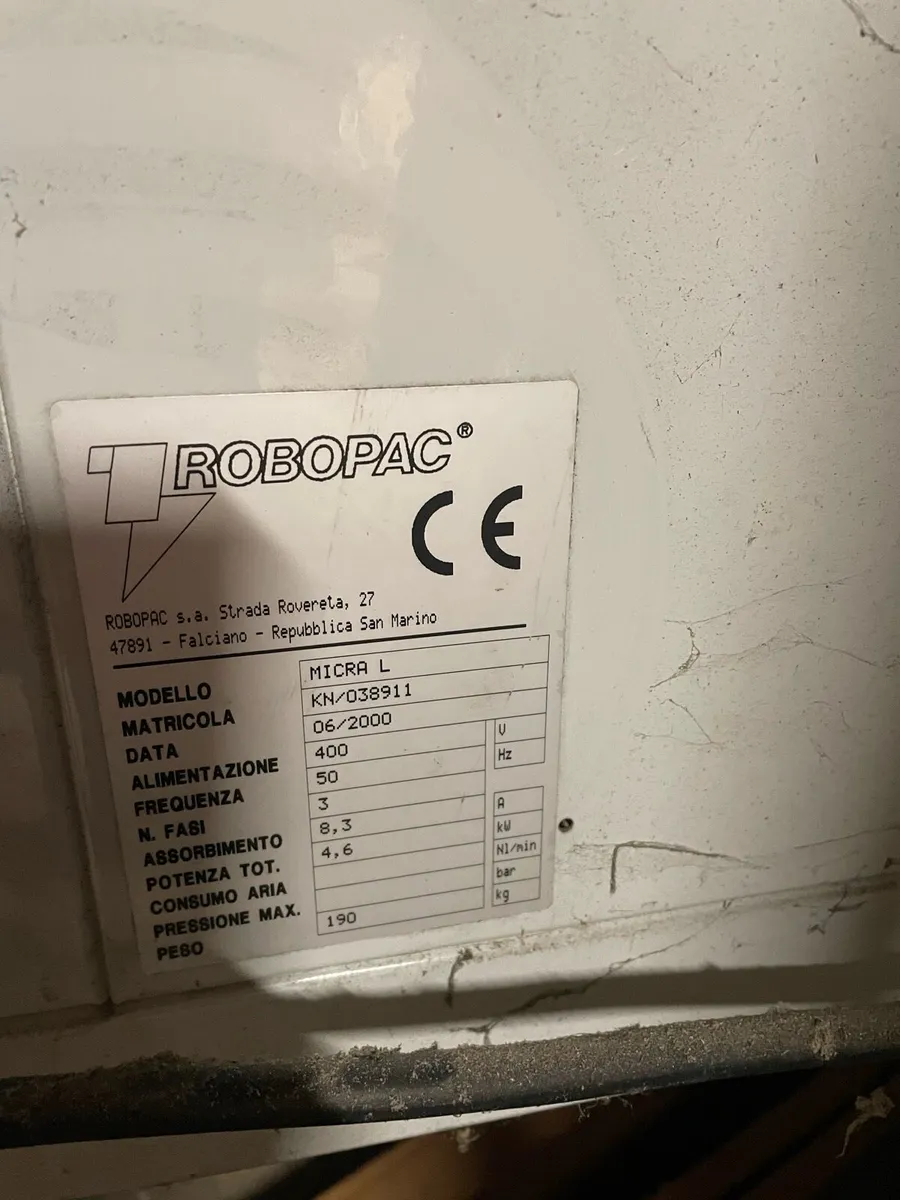 ROBOPAC®
CE
ROBOPAC s.a. Strada Rovereta, 27
47891 - Falciano - Repubblica San Marino
MODELLO MICRA L
MATRICOLA KN/038911
DATA 06/2000
ALIMENTAZIONE 400 V
FREQUENZA 50 Hz
N. FASI 3
ASSORBIMENTO 8,3 A
POTENZA TOT. 4,6 kW
CONSUMO ARIA Nl/min
PRESSIONE MAX. bar
PESO 190 kg